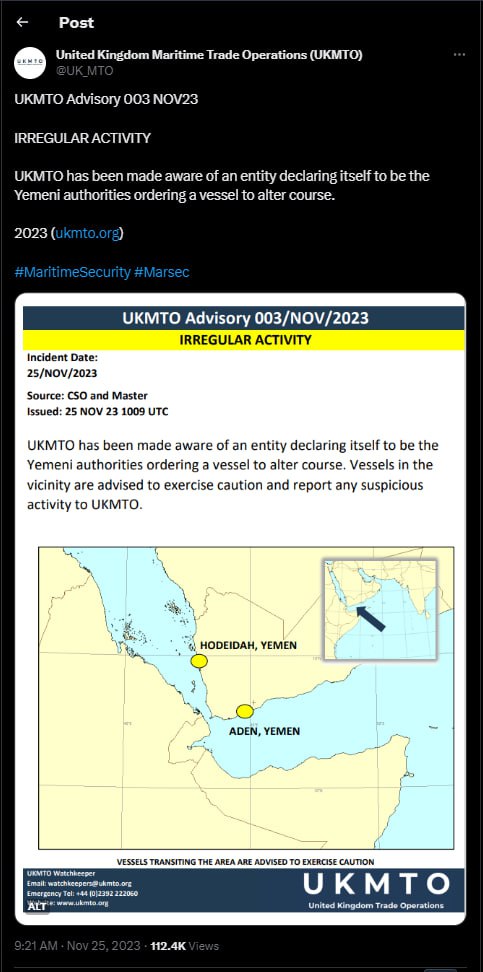 Post
United Kingdom Maritime Trade Operations (UKMTO)
UKMTO
@UK_MTO
UKMTO Advisory 003 NOV23
IRREGULAR ACTIVITY
UKMTO has been made aware of an entity declaring itself to be the
Yemeni authorities ordering a vessel to alter course.
2023 (ukmto.org)
#MaritimeSecurity #Marsec
UKMTO Advisory 003/NOV/2023
IRREGULAR ACTIVITY
Incident Date:
25/NOV/2023
Source: CSO and Master
Issued: 25 NOV 23 1009 UTC
UKMTO has been made aware of an entity declaring itself to be the
Yemeni authorities ordering a vessel to alter course. Vessels in the
vicinity are advised to exercise caution and report any suspicious
activity to UKMTO.
HODEIDAH, YEMEN
ADEN, YEMEN
VESSELS TRANSITING THE AREA ARE ADVISED TO EXERCISE CAUTION
UKMTO Watchkeeper
Email: watchkeepers@ukmto.org
Emergency Tel: +44 (0)2392 222060
www.ukmto.org
ALT
UKMTO
United Kingdom Trade Operations
9:21 AM · Nov 25, 2023 · 112.4K Views